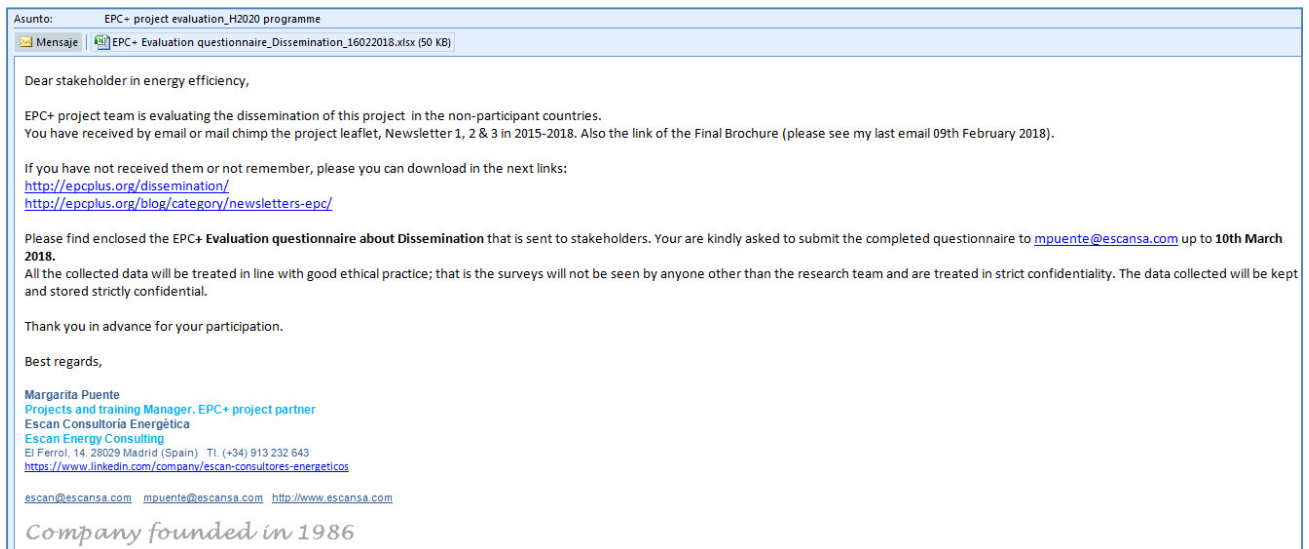 Asunto: EPC+ project evaluation_H2020 programme
Mensaje EPC+ Evaluation questionnaire_Dissemination_16022018.xlsx (50 KB)
Dear stakeholder in energy efficiency,
EPC+ project team is evaluating the dissemination of this project in the non-participant countries.
You have received by email or mail chimp the project leaflet, Newsletter 1, 2 & 3 in 2015-2018. Also the link of the Final Brochure (please see my last email 09th February 2018).
If you have not received them or not remember, please you can download in the next links:
http://epcplus.org/dissemination/
http://epcplus.org/blog/category/newsletters-epc/
Please find enclosed the EPC+ Evaluation questionnaire about Dissemination that is sent to stakeholders. Your are kindly asked to submit the completed questionnaire to mpuente@escansa.com up to 10th March
2018.
All the collected data will be treated in line with good ethical practice; that is the surveys will not be seen by anyone other than the research team and are treated in strict confidentiality. The data collected will be kept
and stored strictly confidential.
Thank you in advance for your participation.
Best regards,
Margarita Puente
Projects and training Manager. EPC+ project partner
Escan Consultoría Energética
Escan Energy Consulting
El Ferrol, 14. 28029 Madrid (Spain) Tl. (+34) 913 232 643
https://www.linkedin.com/company/escan-consultores-energeticos
escan@escansa.com mpuente@escansa.com http://www.escansa.com
Company founded in 1986